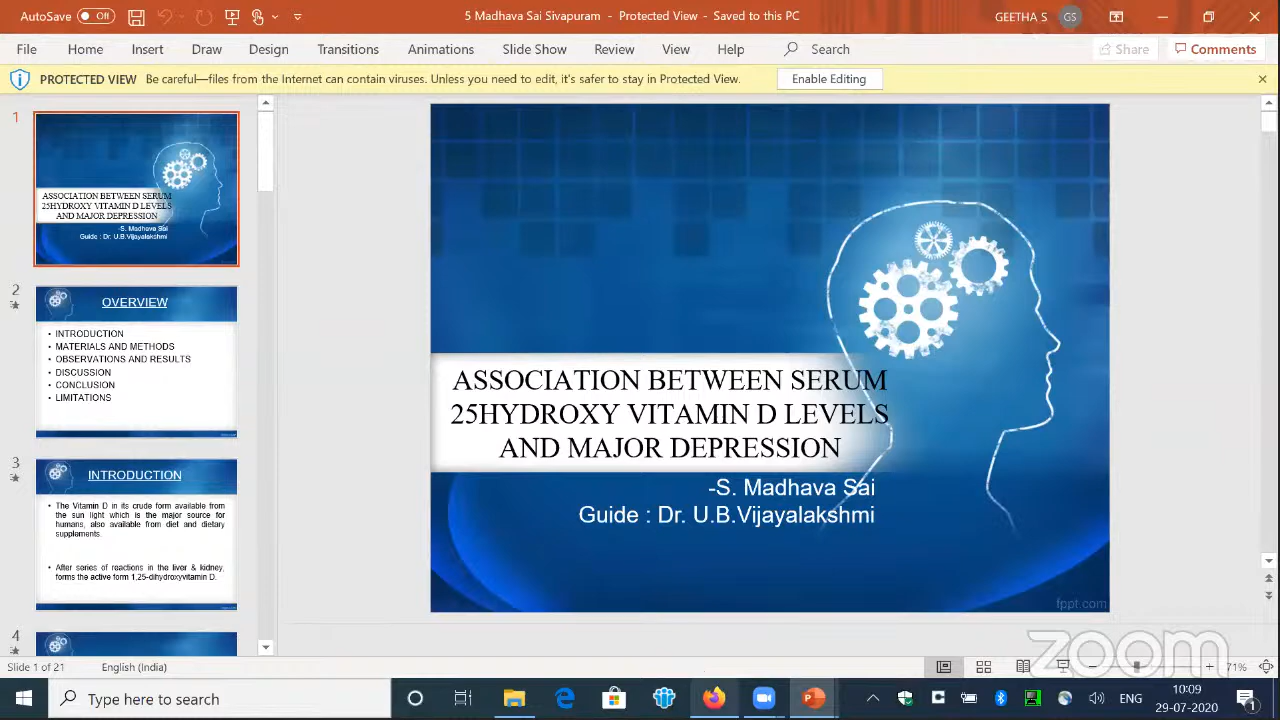 AutoSave Off
5 Madhava Sai Sivapuram - Protected View - Saved to this PC
GEETHA S GS
File Home Insert Draw Design Transitions Animations Slide Show Review View Help Search Share Comments
PROTECTED VIEW Be careful—files from the Internet can contain viruses. Unless you need to edit, it's safer to stay in Protected View. Enable Editing
1
ASSOCIATION BETWEEN SERUM
25HYDROXY VITAMIN D LEVELS
AND MAJOR DEPRESSION
-S. Madhava Sai
Guide : Dr. U.B.Vijayalakshmi
2
OVERVIEW
• INTRODUCTION
• MATERIALS AND METHODS
• OBSERVATIONS AND RESULTS
• DISCUSSION
• CONCLUSION
• LIMITATIONS
3
INTRODUCTION
• The Vitamin D in its crude form available from
the sun light which is the major source for
humans, also available from diet and dietary
supplements.
• After series of reactions in the liver & kidney,
forms the active form 1,25-dihydroxyvitamin D.
4
ASSOCIATION BETWEEN SERUM
25HYDROXY VITAMIN D LEVELS
AND MAJOR DEPRESSION
-S. Madhava Sai
Guide : Dr. U.B.Vijayalakshmi
fppt.com
zoom
Slide 1 of 21 English (India) 71%
Type here to search
ENG
10:09
29-07-2020
1